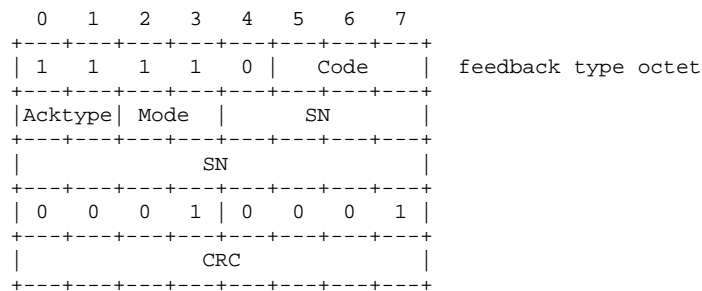 0   1   2   3   4   5   6   7
+---+---+---+---+---+---+---+---+
| 1   1   1   1   0 |   Code    |  feedback type octet
+---+---+---+---+---+---+---+---+
|Acktype| Mode  |      SN       |
+---+---+---+---+---+---+---+---+
|              SN               |
+---+---+---+---+---+---+---+---+
| 0   0   0   1 | 0   0   0   1 |
+---+---+---+---+---+---+---+---+
|              CRC              |
+---+---+---+---+---+---+---+---+